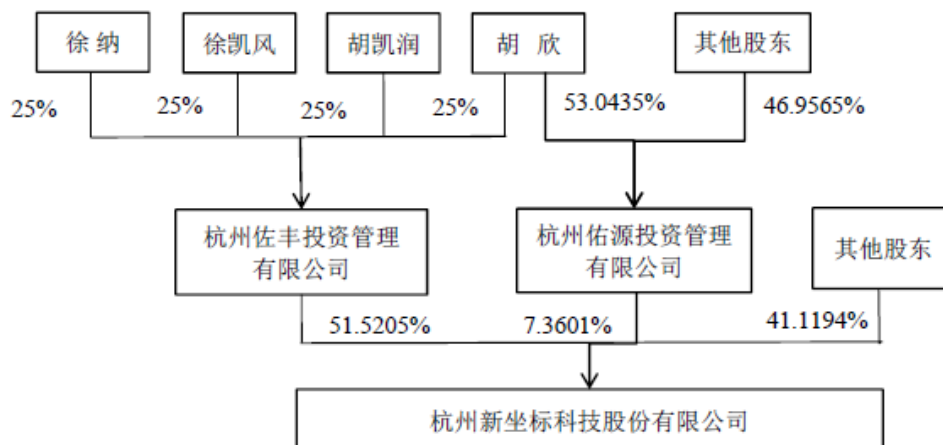 徐 纳
徐凯风
胡凯润
胡 欣
其他股东
25%
25%
25%
25%
53.0435%
46.9565%
杭州佐丰投资管理
有限公司
杭州佑源投资管理
有限公司
其他股东
51.5205%
7.3601%
41.1194%
杭州新坐标科技股份有限公司